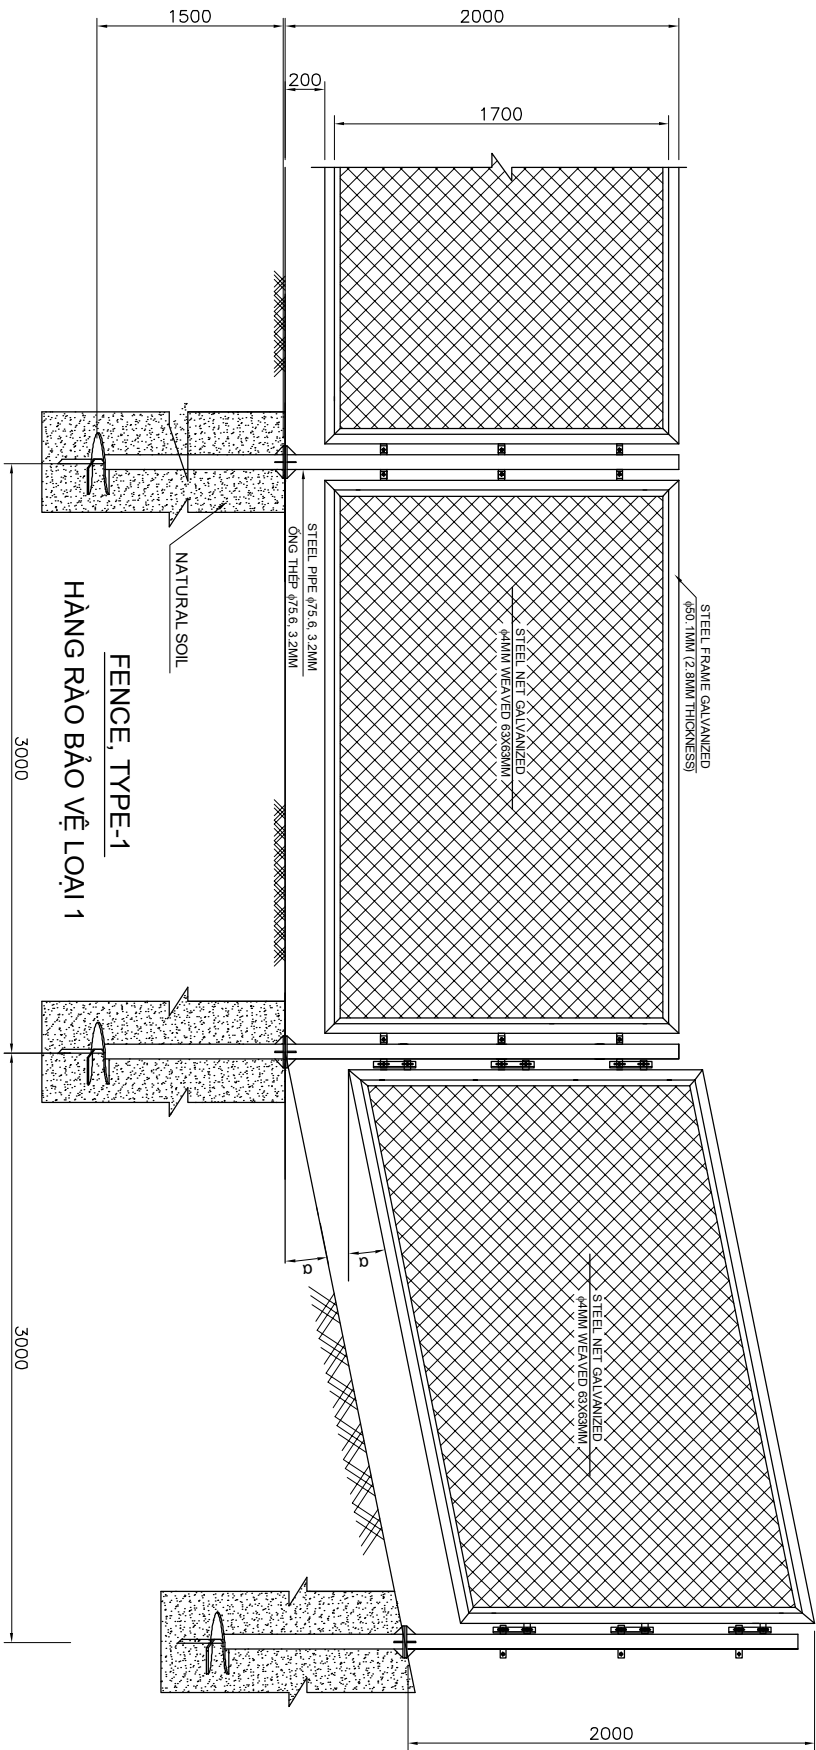 1500
2000
200
1700
STEEL FRAME GALVANIZED
ϕ50.1MM (2.8MM THICKNESS)
STEEL NET GALVANIZED
ϕ4MM WEAVED 63X63MM
STEEL PIPE ϕ75.6, 3.2MM
ỐNG THÉP ϕ75.6, 3.2MM
NATURAL SOIL
FENCE, TYPE-1
HÀNG RÀO BẢO VỆ LOẠI 1
3000
3000
α
α
STEEL NET GALVANIZED
ϕ4MM WEAVED 63X63MM
2000